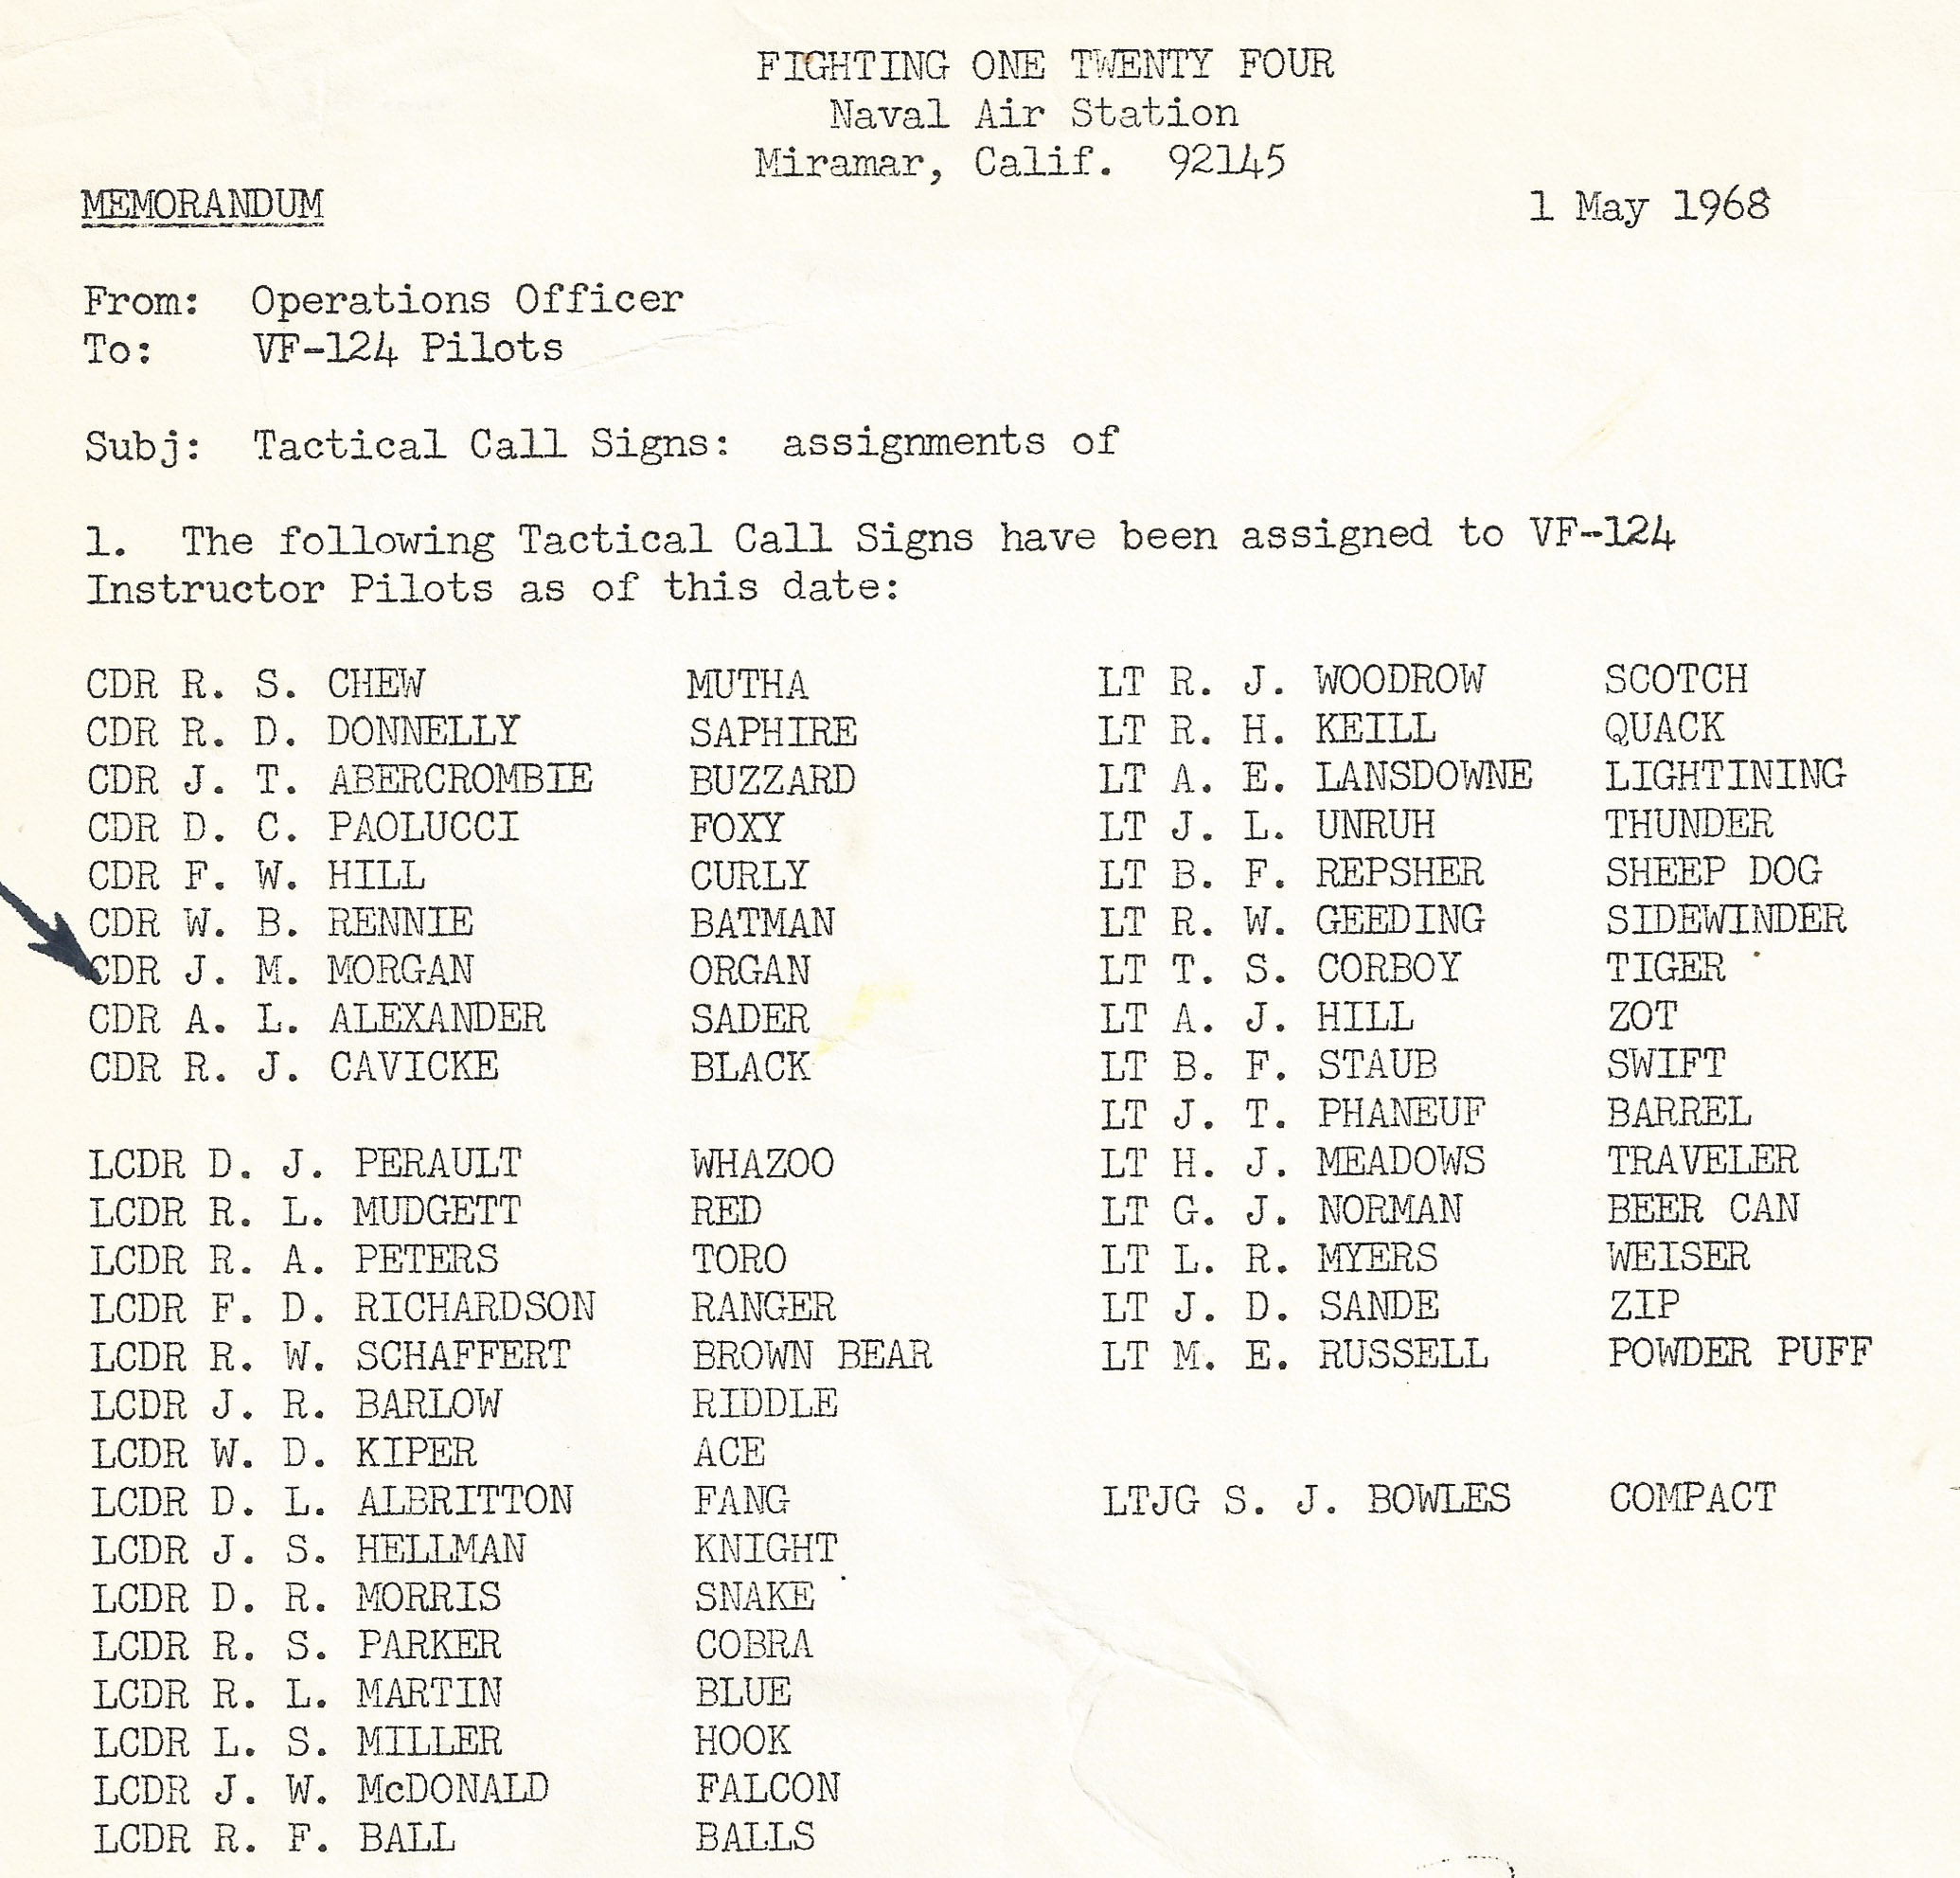 FIGHTING ONE TWENTY FOUR
Naval Air Station
Miramar, Calif. 92145
MEMORANDUM
1 May 1968
From: Operations Officer
To: VF-124 Pilots
Subj: Tactical Call Signs: assignments of
1. The following Tactical Call Signs have been assigned to VF-124
Instructor Pilots as of this date:
CDR R. S. CHEW MUTHA
CDR R. D. DONNELLY SAPHIRE
CDR J. T. ABERCROMBIE BUZZARD
CDR D. C. PAOLUCCI FOXY
CDR F. W. HILL CURLY
CDR W. B. RENNIE BATMAN
CDR J. M. MORGAN ORGAN
CDR A. L. ALEXANDER SADER
CDR R. J. CAVICKE BLACK
LCDR D. J. PERAULT WHAZOO
LCDR R. L. MUDGETT RED
LCDR R. A. PETERS TORO
LCDR F. D. RICHARDSON RANGER
LCDR R. W. SCHAFFERT BROWN BEAR
LCDR J. R. BARLOW RIDDLE
LCDR W. D. KIPER ACE
LCDR D. L. ALBRITTON FANG
LCDR J. S. HELLMAN KNIGHT
LCDR D. R. MORRIS SNAKE
LCDR R. S. PARKER COBRA
LCDR R. L. MARTIN BLUE
LCDR L. S. MILLER HOOK
LCDR J. W. McDONALD FALCON
LCDR R. F. BALL BALLS
LT R. J. WOODROW SCOTCH
LT R. H. KEILL QUACK
LT A. E. LANSDOWNE LIGHTINING
LT J. L. UNRUH THUNDER
LT B. F. REPSHER SHEEP DOG
LT R. W. GEEDING SIDEWINDER
LT T. S. CORBOY TIGER
LT A. J. HILL ZOT
LT B. F. STAUB SWIFT
LT J. T. PHANEUF BARREL
LT H. J. MEADOWS TRAVELER
LT G. J. NORMAN BEER CAN
LT L. R. MYERS WEISER
LT J. D. SANDE ZIP
LT M. E. RUSSELL POWDER PUFF
LTJG S. J. BOWLES COMPACT